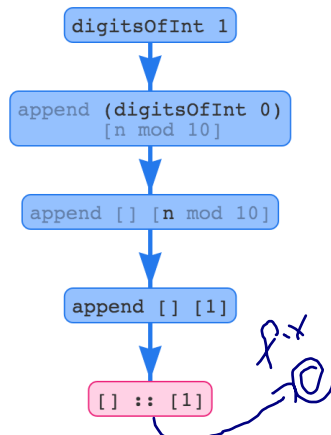 digitsOfInt 1
append (digitsOfInt 0)
[n mod 10]
append [] [n mod 10]
append [] [1]
[] :: [1]
fix